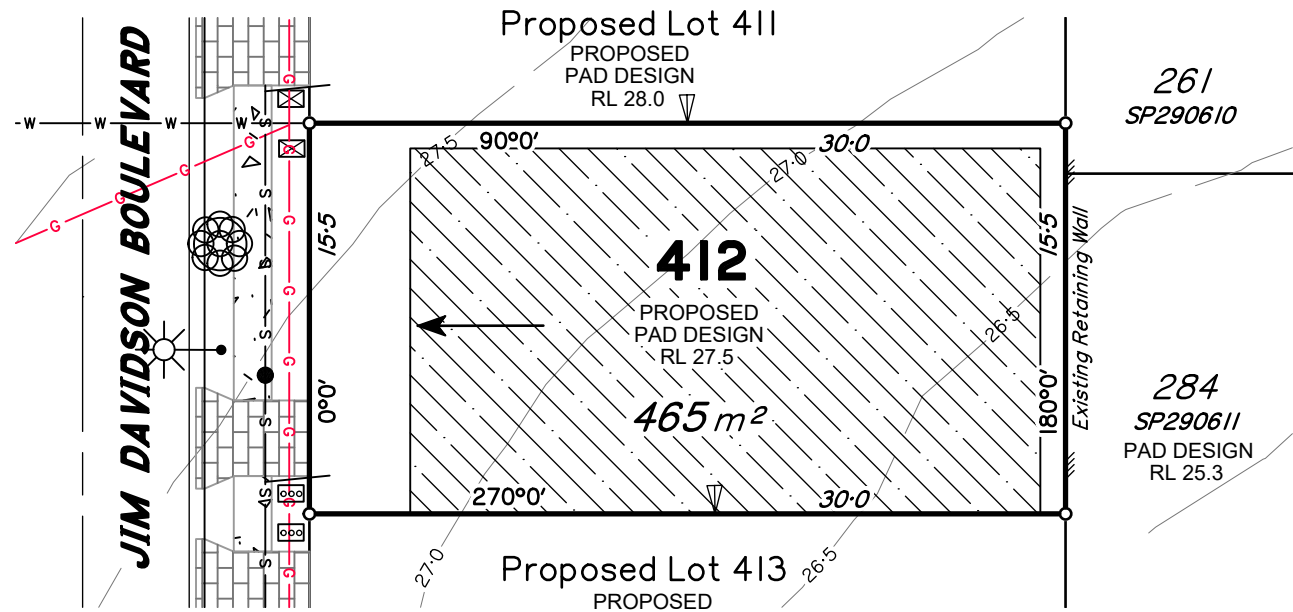 Proposed Lot 411
PROPOSED
PAD DESIGN
RL 28.0
261
SP290610
W W W W
G
G
G
G
G
G
G
G
G
G
G
S
S
S
S
S
S
JIM DAVIDSON BOULEVARD
27·5
90°0'
30·0
27·0
15·5
15·5
412
PROPOSED
PAD DESIGN
RL 27.5
465 m²
26·5
Existing Retaining Wall
0°0'
180°0'
284
SP290611
PAD DESIGN
RL 25.3
270°0'
30·0
27·0
Proposed Lot 413
26·5
PROPOSED